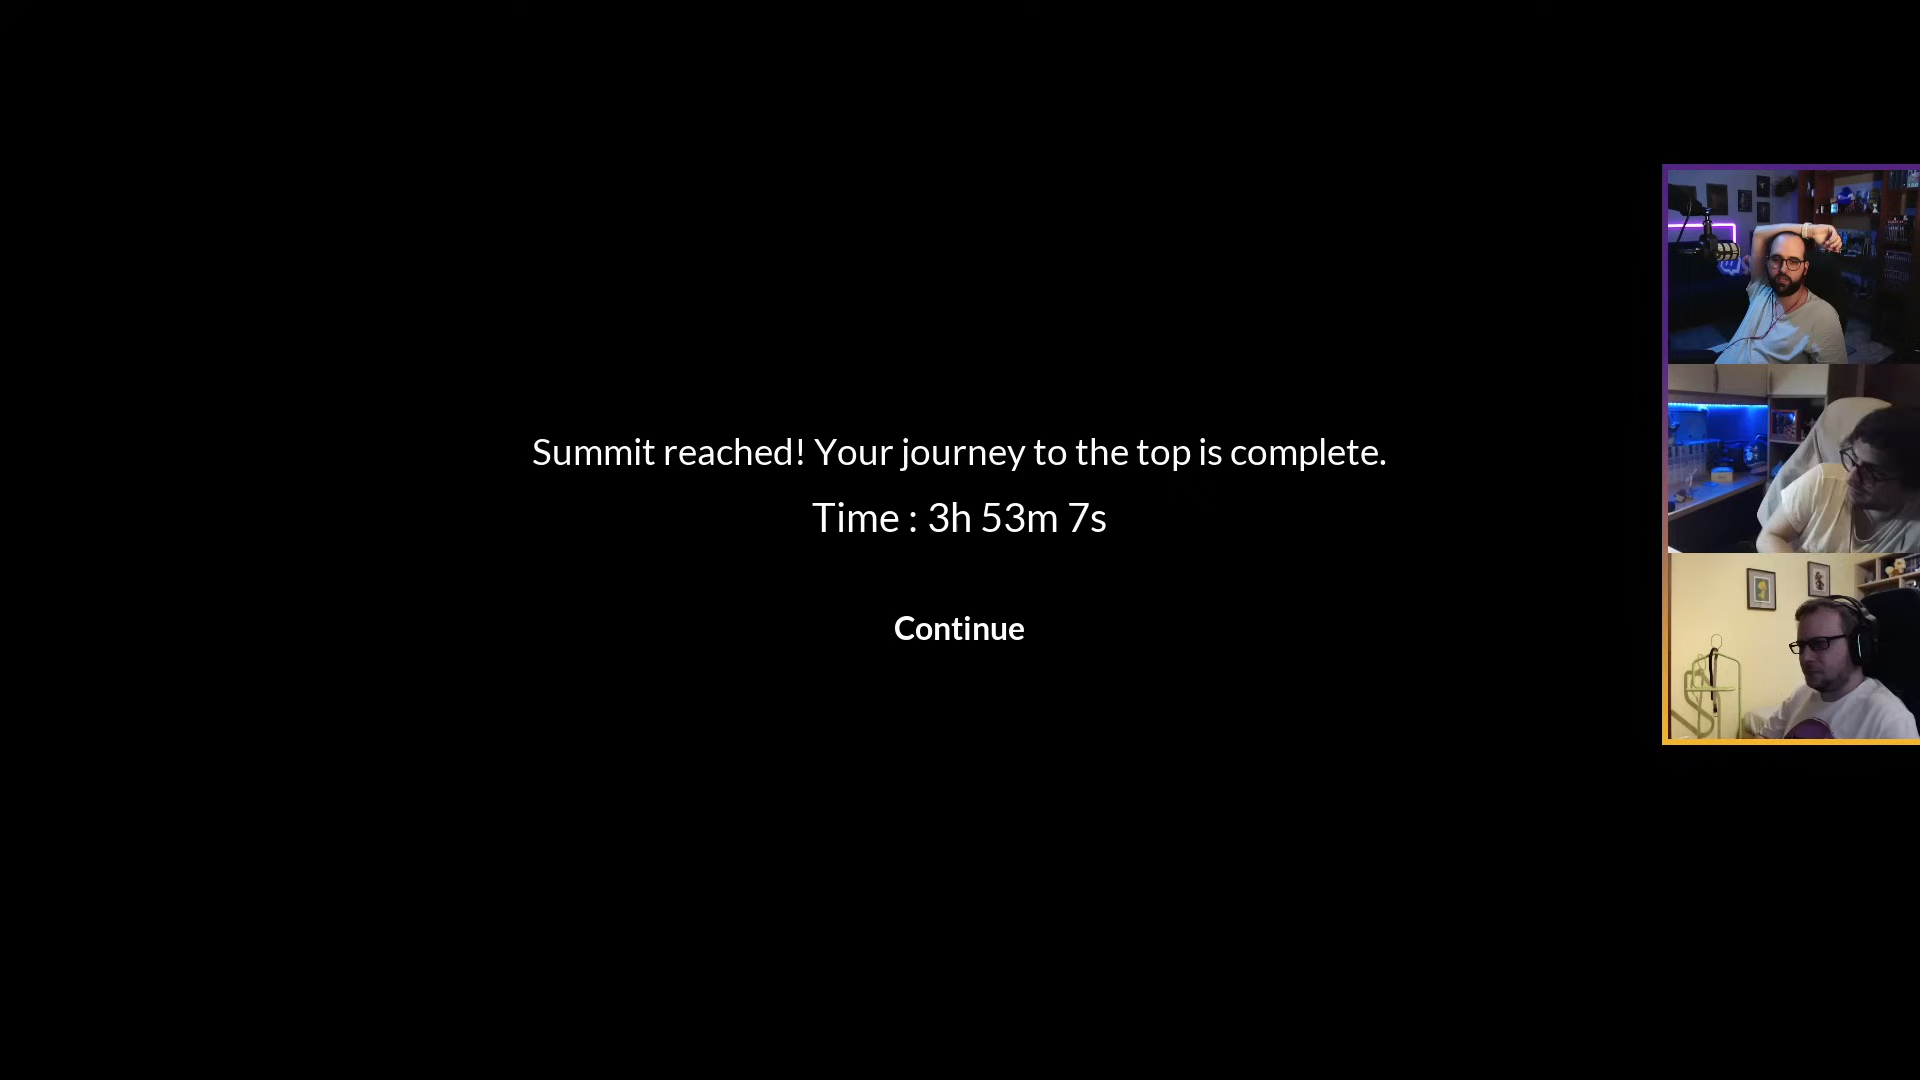 Summit reached! Your journey to the top is complete.
Time : 3h 53m 7s
Continue